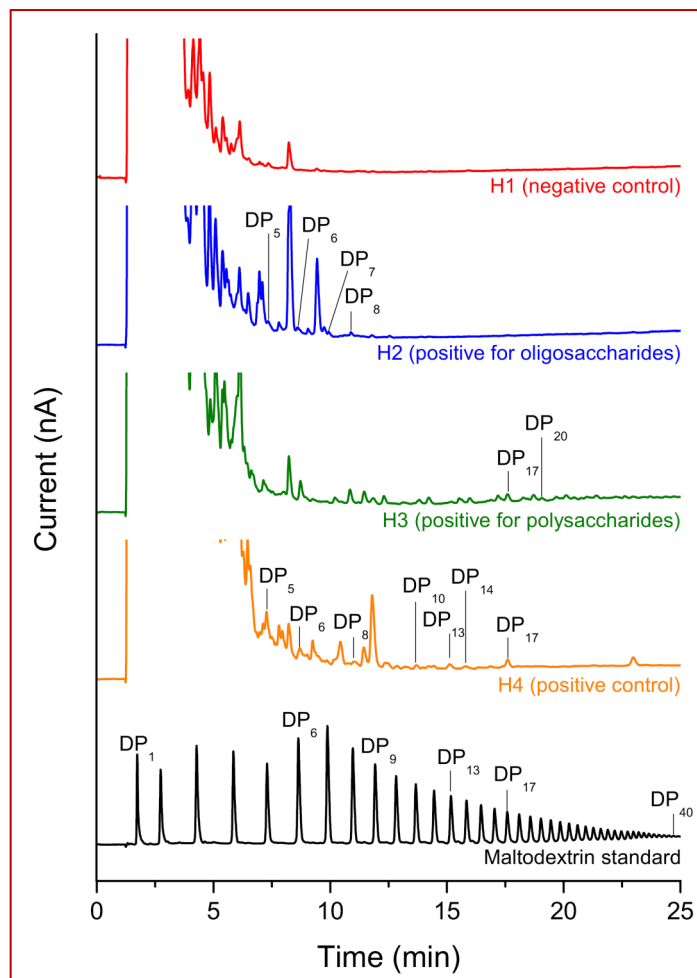 Current (nA)
H1 (negative control)
DP5
DP6
DP7
DP8
H2 (positive for oligosaccharides)
DP20
DP17
H3 (positive for polysaccharides)
DP5
DP6
DP8
DP10
DP14
DP13
DP17
H4 (positive control)
DP1
DP6
DP9
DP13
DP17
DP40
Maltodextrin standard
0 5 10 15 20 25
Time (min)